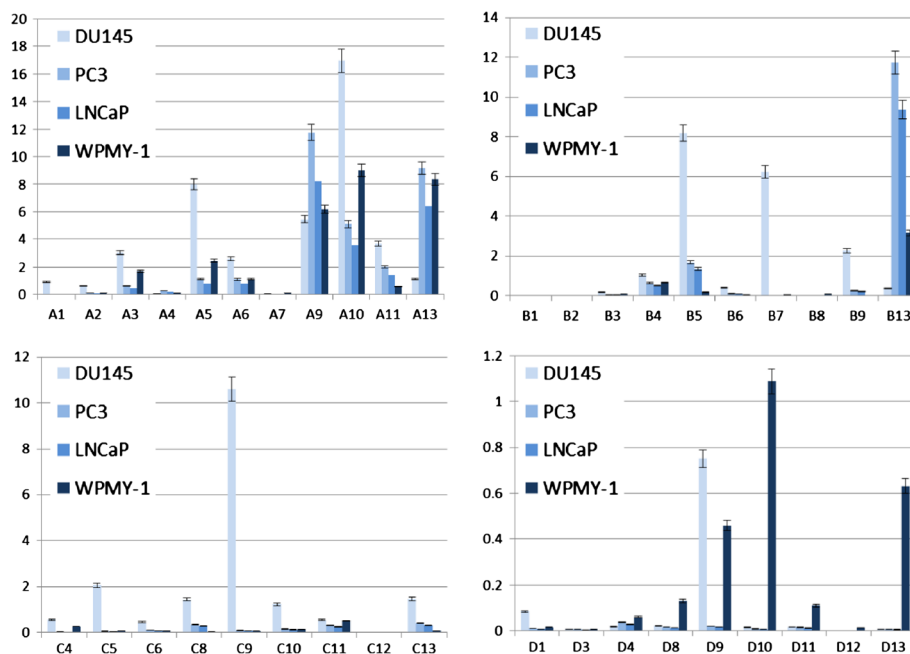 20
18
16
14
12
10
8
6
4
2
0
DU145
PC3
LNCaP
WPMY-1
A1 A2 A3 A4 A5 A6 A7 A9 A10 A11 A13
14
12
10
8
6
4
2
0
DU145
PC3
LNCaP
WPMY-1
B1 B2 B3 B4 B5 B6 B7 B8 B9 B13
12
10
8
6
4
2
0
DU145
PC3
LNCaP
WPMY-1
C4 C5 C6 C8 C9 C10 C11 C12 C13
1.2
1
0.8
0.6
0.4
0.2
0
DU145
PC3
LNCaP
WPMY-1
D1 D3 D4 D8 D9 D10 D11 D12 D13